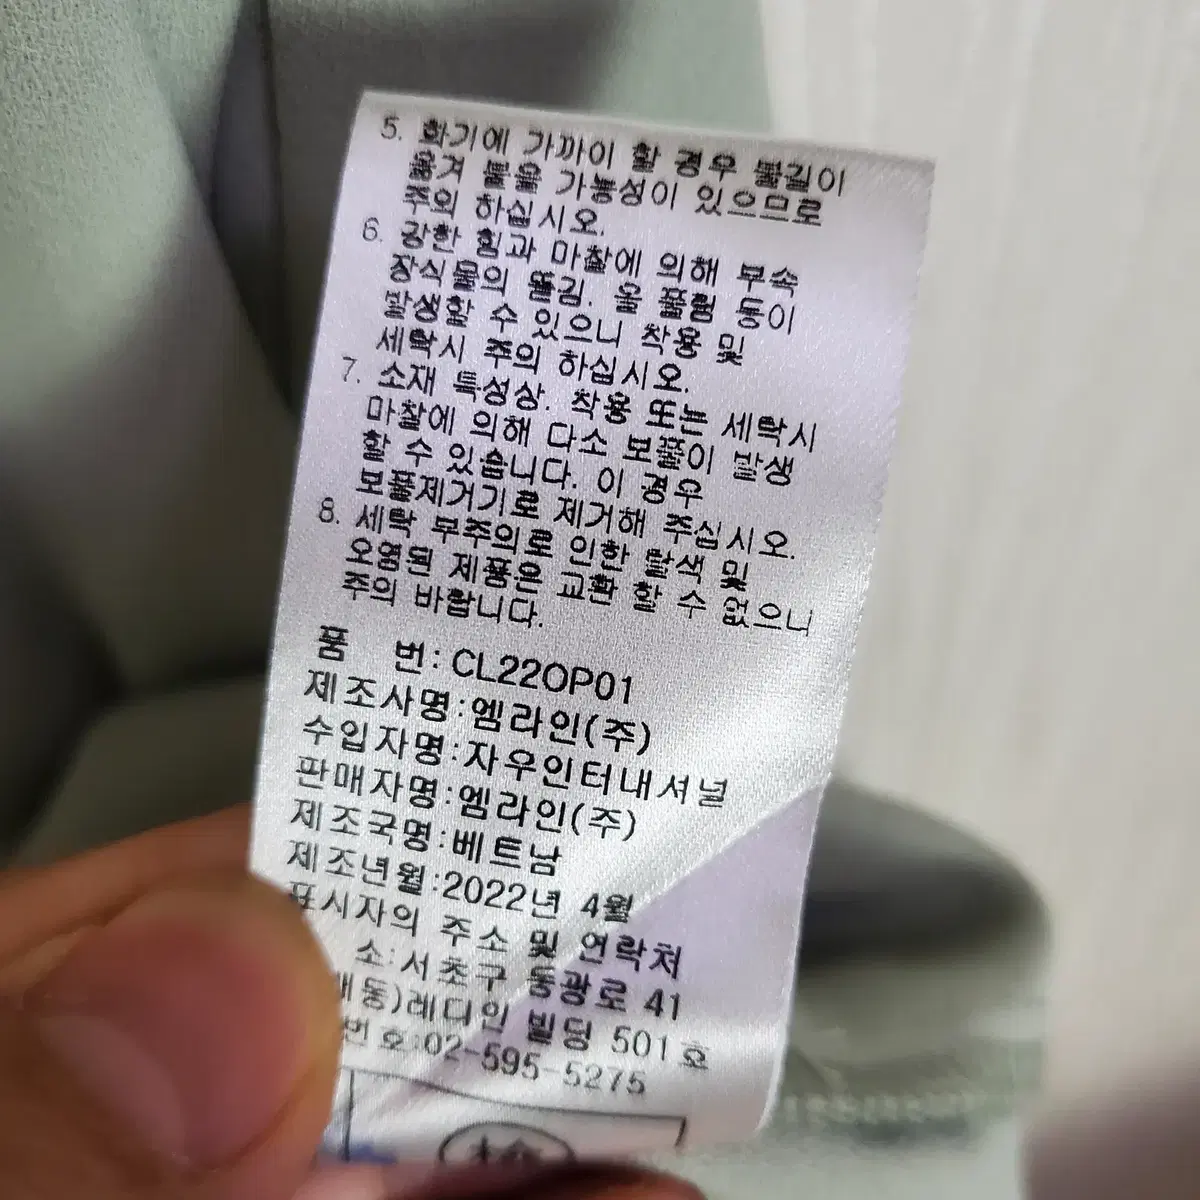 5. 화기에 가까이 할 경우 불길이
옮겨 붙을 가능성이 있으므로
주의 하십시오.
6. 강한 힘과 마찰에 의해 부속
장식물의 뜯김. 올 풀림 등이
발생할 수 있으니 착용 및
세탁시 주의 하십시오.
7. 소재 특성상. 착용 또는 세탁시
마찰에 의해 다소 보풀이 발생
할 수 있습니다. 이 경우
보풀제거기로 제거해 주십시오.
8. 세탁 부주의로 인한 탈색 및
오염된 제품은 교환 할 수 없으니
주의 바랍니다.
품 번:CL22OP01
제조사명:엠라인(주)
수입자명:자우인터내셔널
판매자명:엠라인(주)
제조국명:베트남
제조년월:2022년 4월
표시자의 주소 및 연락처
소:서초구 동광로 41
배동)레디인 빌딩 501호
번호:02-595-5275